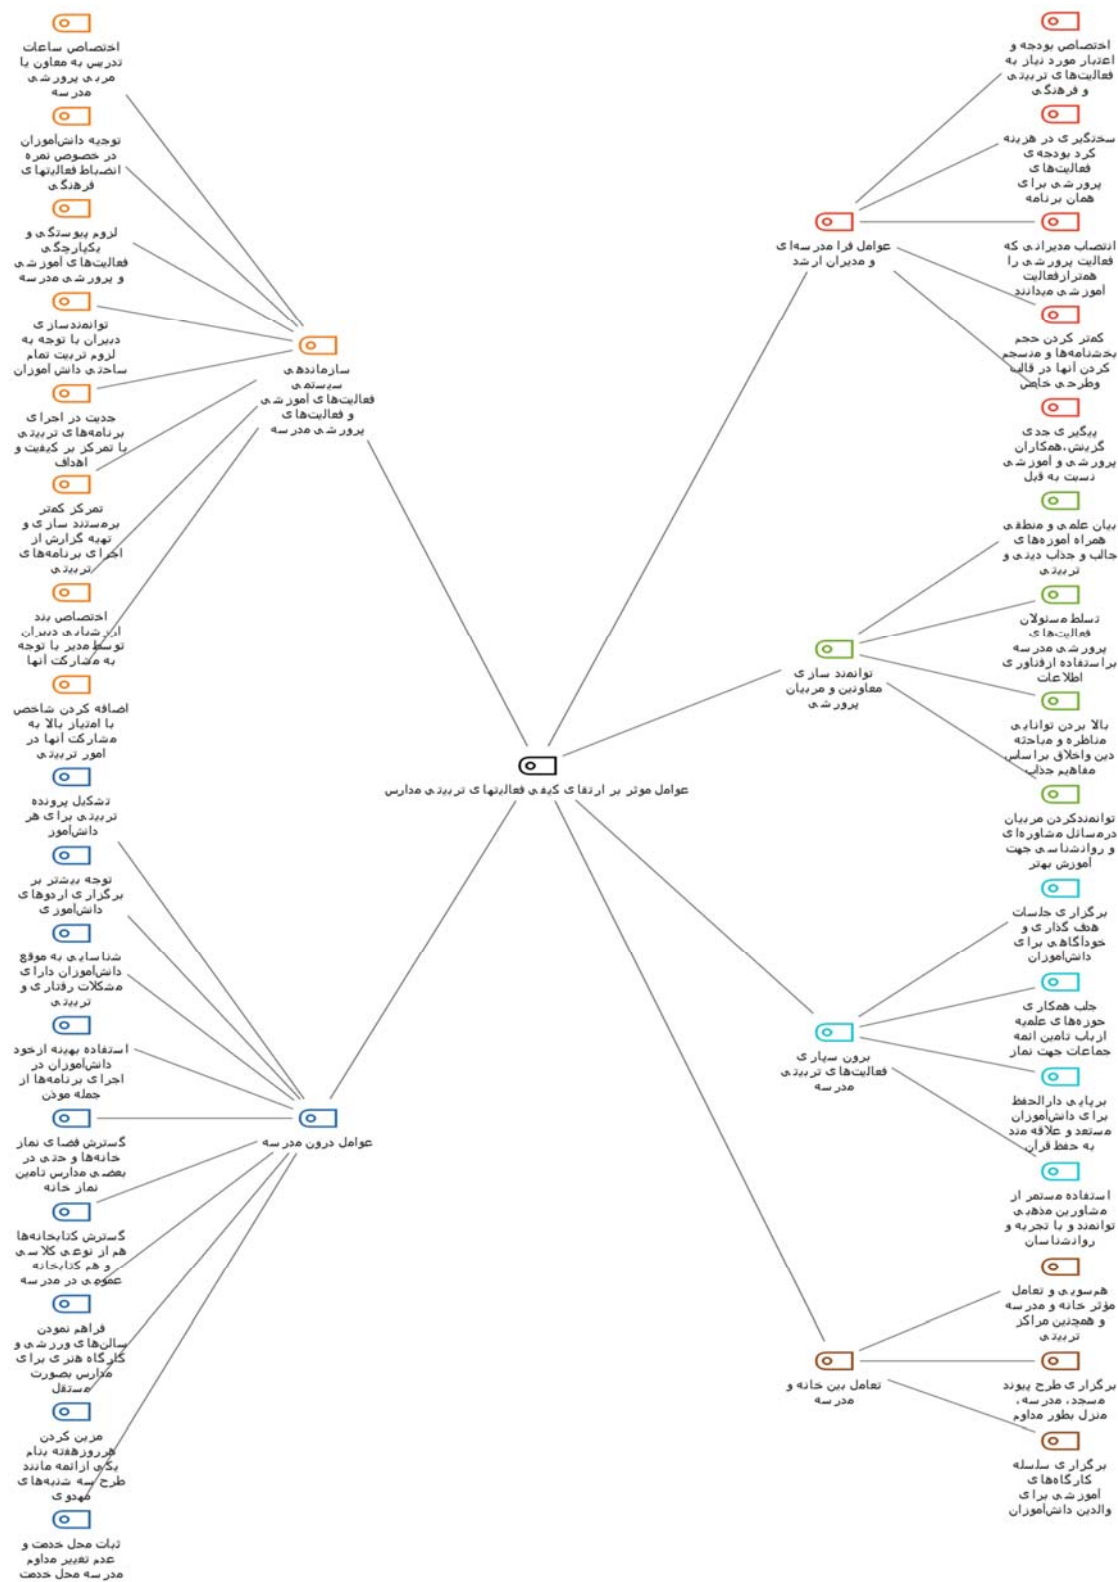 اختصاص بودجه و
اعتبار مورد نیاز به
فعالیت‌های تربیتی
و فرهنگی
سختگیری در هزینه
کرد بودجه‌ی
فعالیت‌های
پرورشی برای
همان برنامه
انتصاب مدیرانی که
فعالیت پرورشی را
همترازفعالیت
آموزشی میدانند
کمتر کردن حجم
بخشنامه‌ها و منسجم
کردن آنها در قالب
وطرحی خاص
پیگیری جدی
گزینش،همکاران
پرورشی و آموزشی
نسبت به قبل
عوامل فرا مدرسه‌ای
و مدیران ارشد
بیان علمی و منطقی
همراه آموزه‌های
جالب و جذاب دینی و
تربیتی
تسلط مسئولان
فعالیت‌های
پرورشی مدرسه
براستفاده ازفناوری
اطلاعات
بالا بردن توانایی
مناظره و مباحثه
دین واخلاق براساس
مفاهیم جذاب
توانمندکردن مربیان
درمسائل مشاوره‌ای
و روانشناسی جهت
آموزش بهتر
توانمند سازی
معاونین و مربیان
پرورشی
برگزاری جلسات
هدف گذاری و
خودآگاهی برای
دانش‌آموزان
جلب همکاری
حوزه‌های علمیه
ازباب تامین ائمه
جماعات جهت نماز
برپایی دارالحفظ
برای دانش‌آموزان
مستعد و علاقه مند
به حفظ قرآن
استفاده مستمر از
مشاورین مذهبی
توانمند و با تجربه و
روانشناسان
برون سپاری
فعالیت‌های تربیتی
مدرسه
هم‌سویی و تعامل
مؤثر خانه و مدرسه
و همچنین مراکز
تربیتی
برگزاری طرح پیوند
مسجد، مدرسه،
منزل بطور مداوم
برگزاری سلسله
کارگاه‌های
آموزشی برای
والدین دانش‌آموزان
تعامل بین خانه و
مدرسه
عوامل موثر بر ارتقای کیفی فعالیتهای تربیتی مدارس
اختصاص ساعات
تدریس به معاون یا
مربی پرورشی
مدرسه
توجیه دانش‌آموزان
در خصوص نمره
انضباط فعالیتهای
فرهنگی
لزوم پیوستگی و
یکپارچگی
فعالیت‌های آموزشی
و پرورشی مدرسه
توانمندسازی
دبیران با توجه به
لزوم تربیت تمام
ساحتی دانش آموزان
جدیت در اجرای
برنامه‌های تربیتی
با تمرکز بر کیفیت و
اهداف
تمرکز کمتر
برمستند سازی و
تهیه گزارش از
اجرای برنامه‌های
تربیتی
اختصاص بند
ارزشیابی دبیران
توسط مدیر با توجه
به مشارکت آنها
اضافه کردن شاخص
با امتیاز بالا به
مشارکت آنها در
امور تربیتی
سازماندهی
سیستمی
فعالیت‌های آموزشی
و فعالیت‌های
پرورشی مدرسه
تشکیل پرونده
تربیتی برای هر
دانش‌آموز
توجه بیشتر بر
برگزاری اردوهای
دانش‌آموزی
شناسایی به موقع
دانش‌آموزان دارای
مشکلات رفتاری و
تربیتی
استفاده بهینه ازخود
دانش‌آموزان در
اجرای برنامه‌ها از
جمله موذن
گسترش فضای نماز
خانه‌ها و حتی در
بعضی مدارس تامین
نماز خانه
گسترش کتابخانه‌ها
هم از نوعی کلاسی
و هم کتابخانه
عمومی در مدرسه
فراهم نمودن
سالن‌های ورزشی و
کارگاه هنری برای
مدارس بصورت
مستقل
مزین کردن
هرروزهفته بنام
یکی ازائمه مانند
طرح سه شنبه‌های
مهدوی
ثبات محل خدمت و
عدم تغییر مداوم
مدرسه محل خدمت
عوامل درون مدرسه